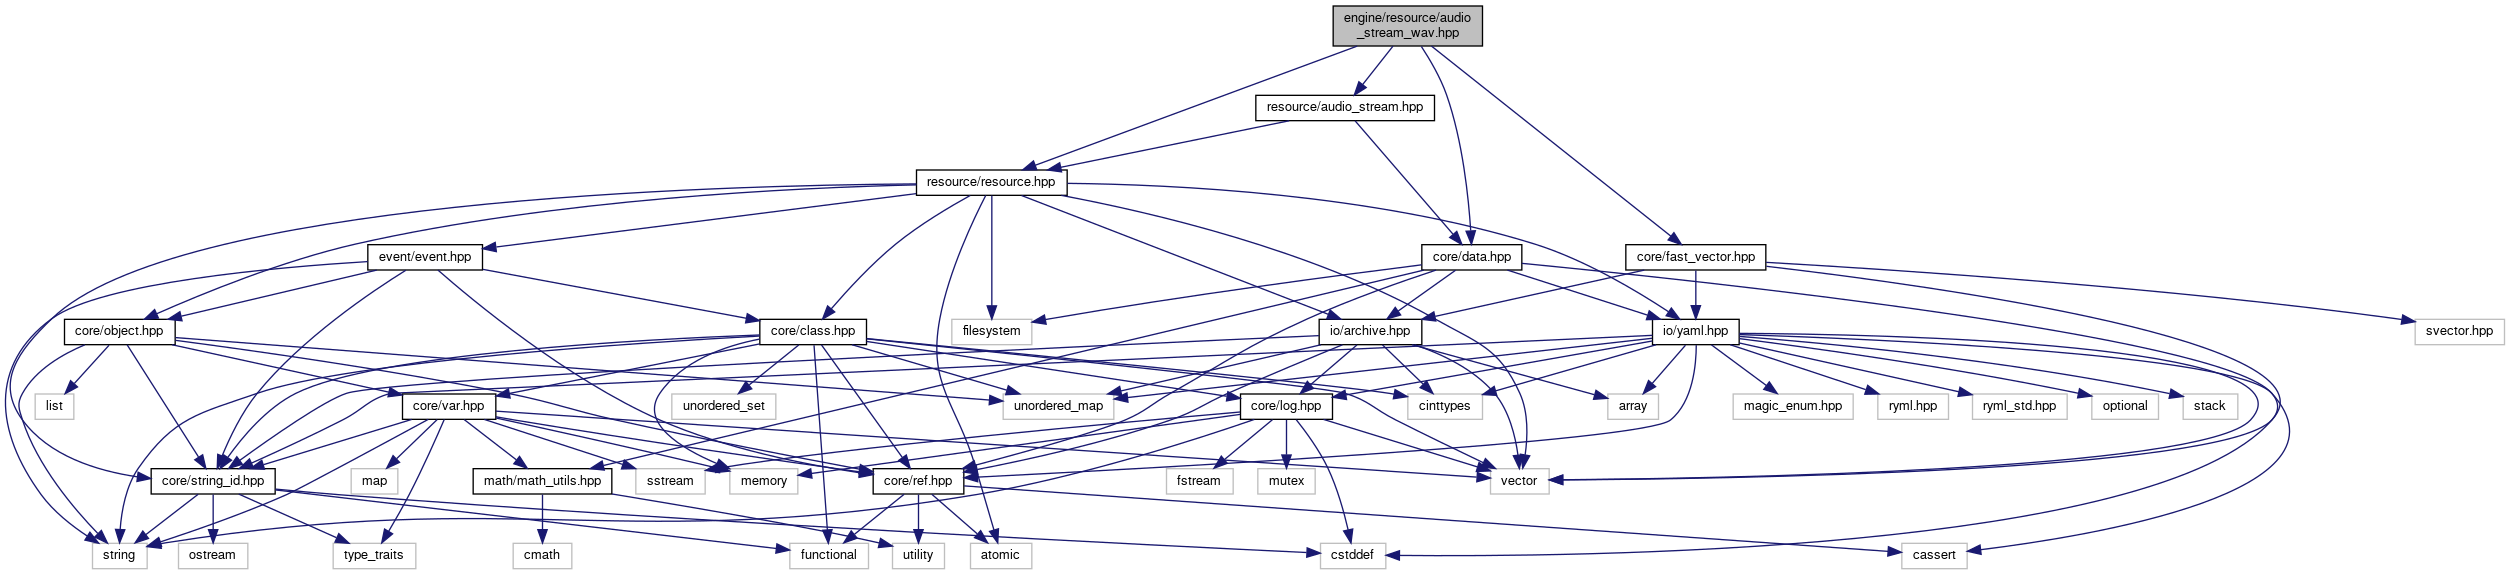 engine/resource/audio
_stream_wav.hpp
resource/audio_stream.hpp
resource/resource.hpp
event/event.hpp
core/data.hpp
core/fast_vector.hpp
core/object.hpp
core/class.hpp
filesystem
io/archive.hpp
io/yaml.hpp
svector.hpp
list
core/var.hpp
unordered_set
unordered_map
core/log.hpp
cinttypes
array
magic_enum.hpp
ryml.hpp
ryml_std.hpp
optional
stack
core/string_id.hpp
map
math/math_utils.hpp
sstream
memory
core/ref.hpp
fstream
mutex
vector
string
ostream
type_traits
cmath
functional
utility
atomic
cstddef
cassert